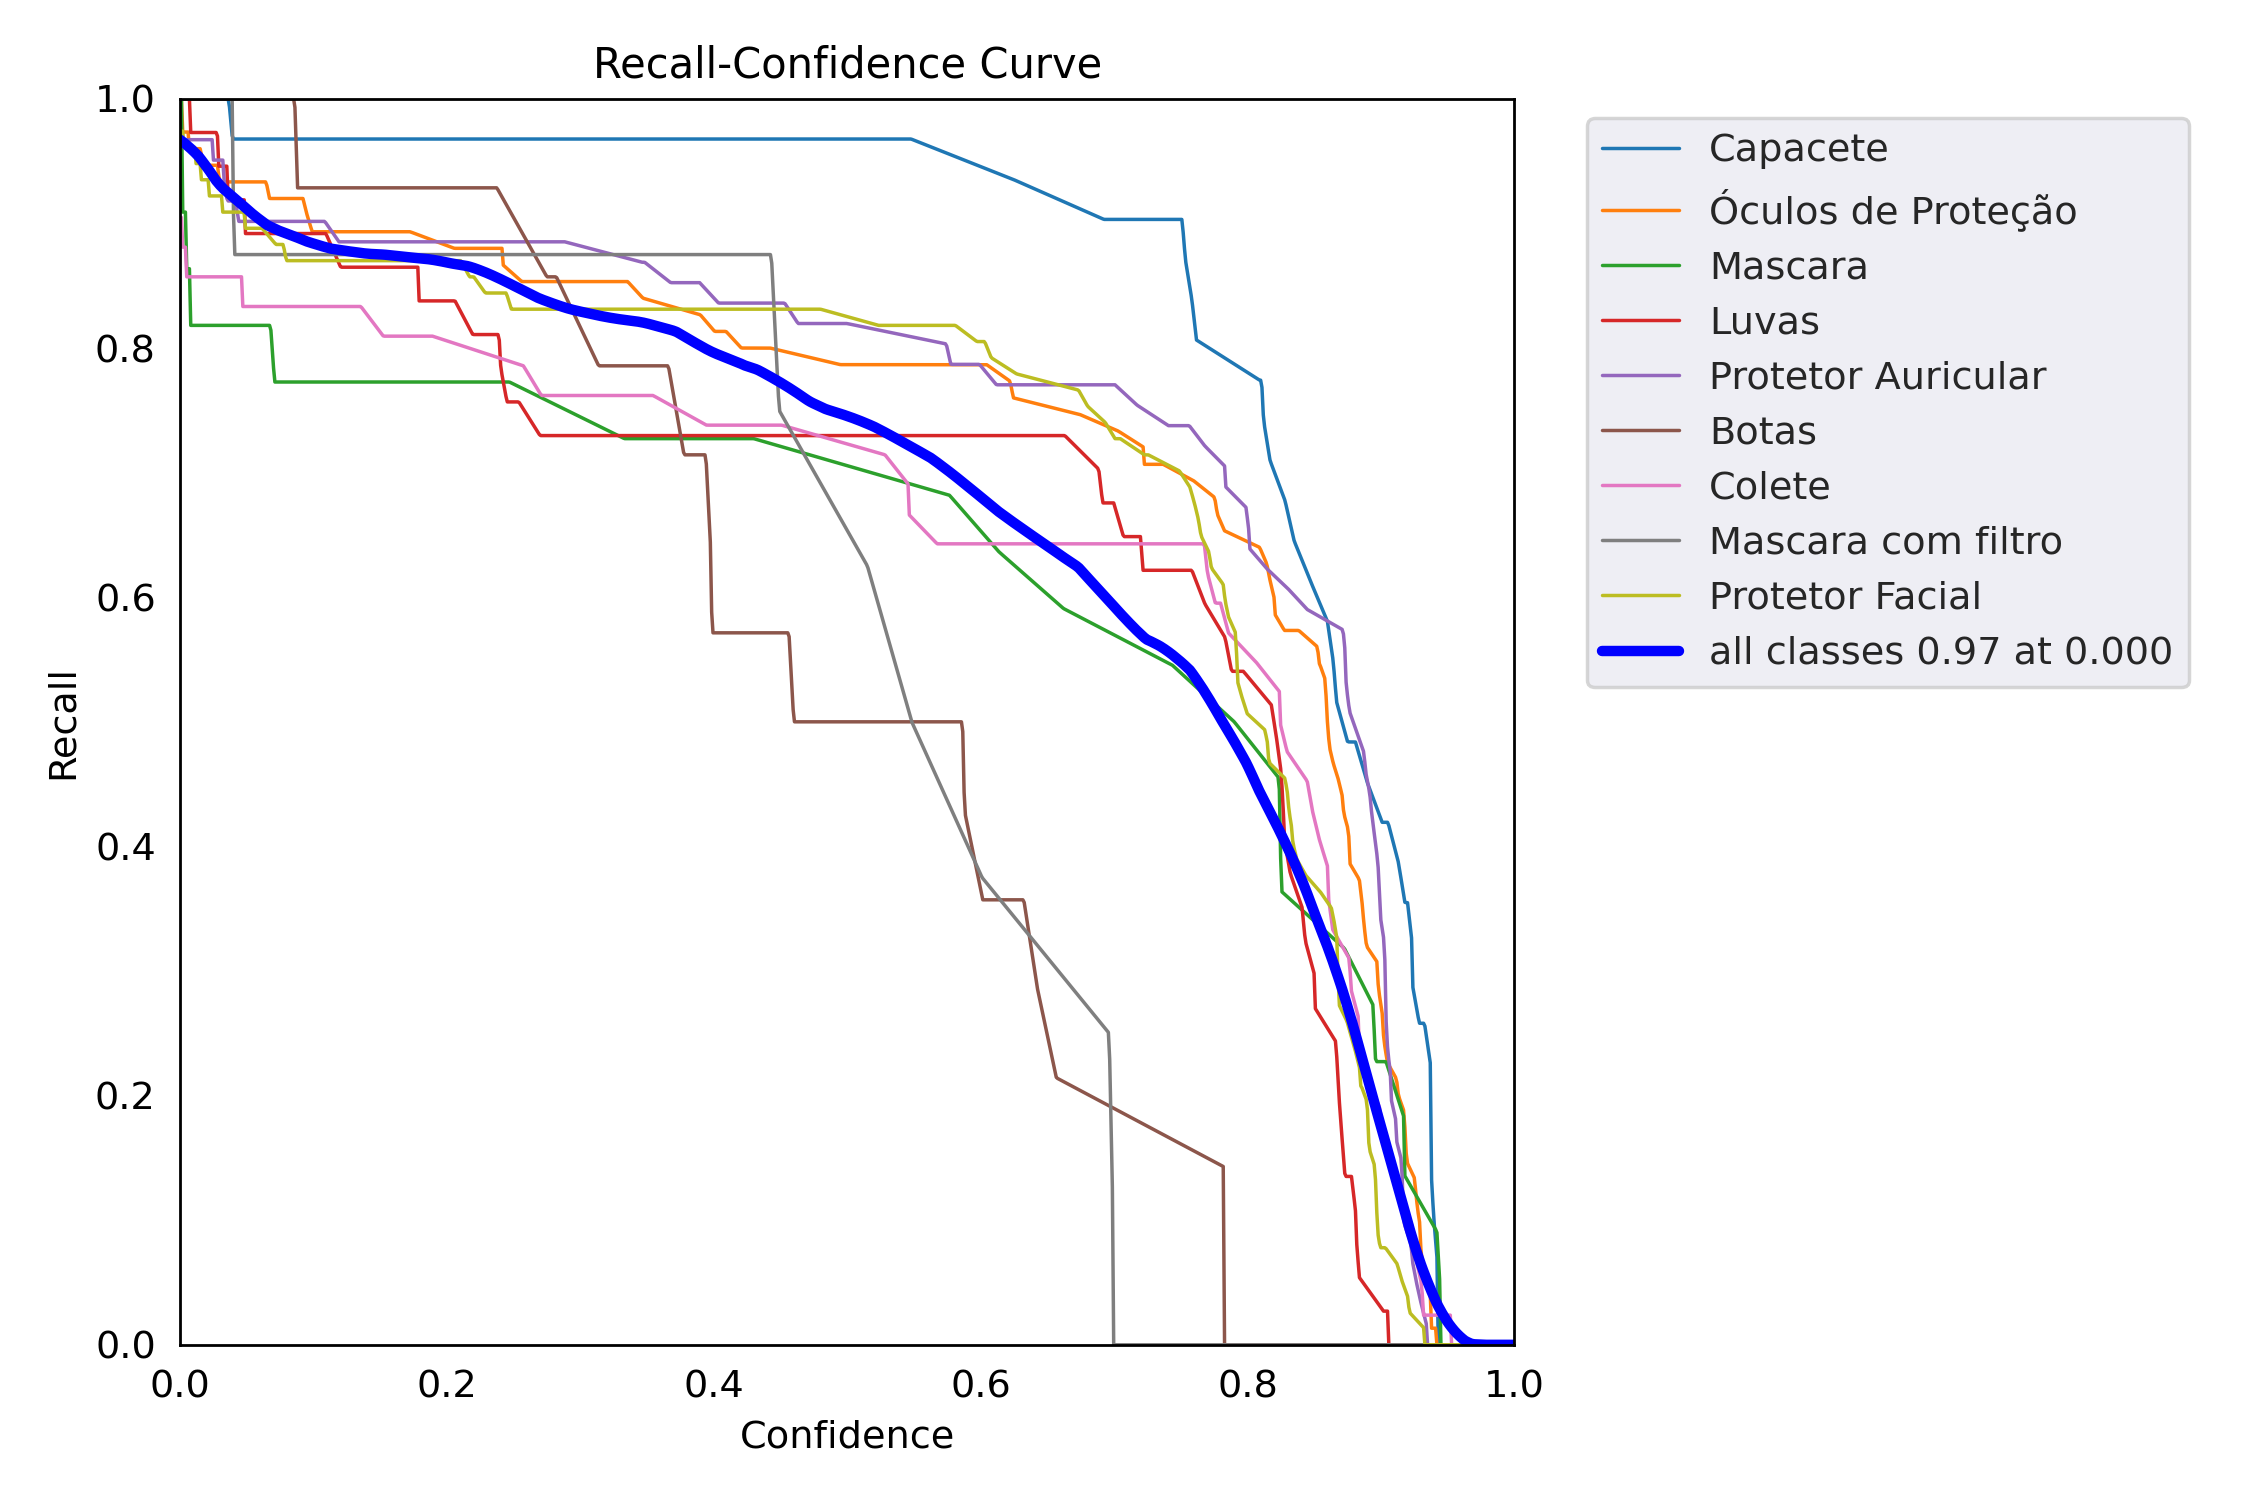 Recall-Confidence Curve
1.0
0.8
0.6
0.4
0.2
0.0
Recall
0.0 0.2 0.4 0.6 0.8 1.0
Confidence
Capacete
Óculos de Proteção
Mascara
Luvas
Protetor Auricular
Botas
Colete
Mascara com filtro
Protetor Facial
all classes 0.97 at 0.000